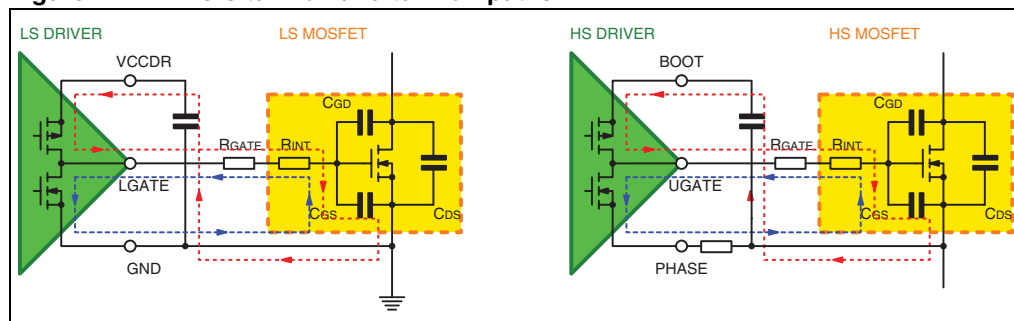 LS DRIVER
LS MOSFET
VCCDR
CGD
RGATE
RINT
LGATE
CGS
CDS
GND
HS DRIVER
HS MOSFET
BOOT
CGD
RGATE
RINT
UGATE
CGS
CDS
PHASE